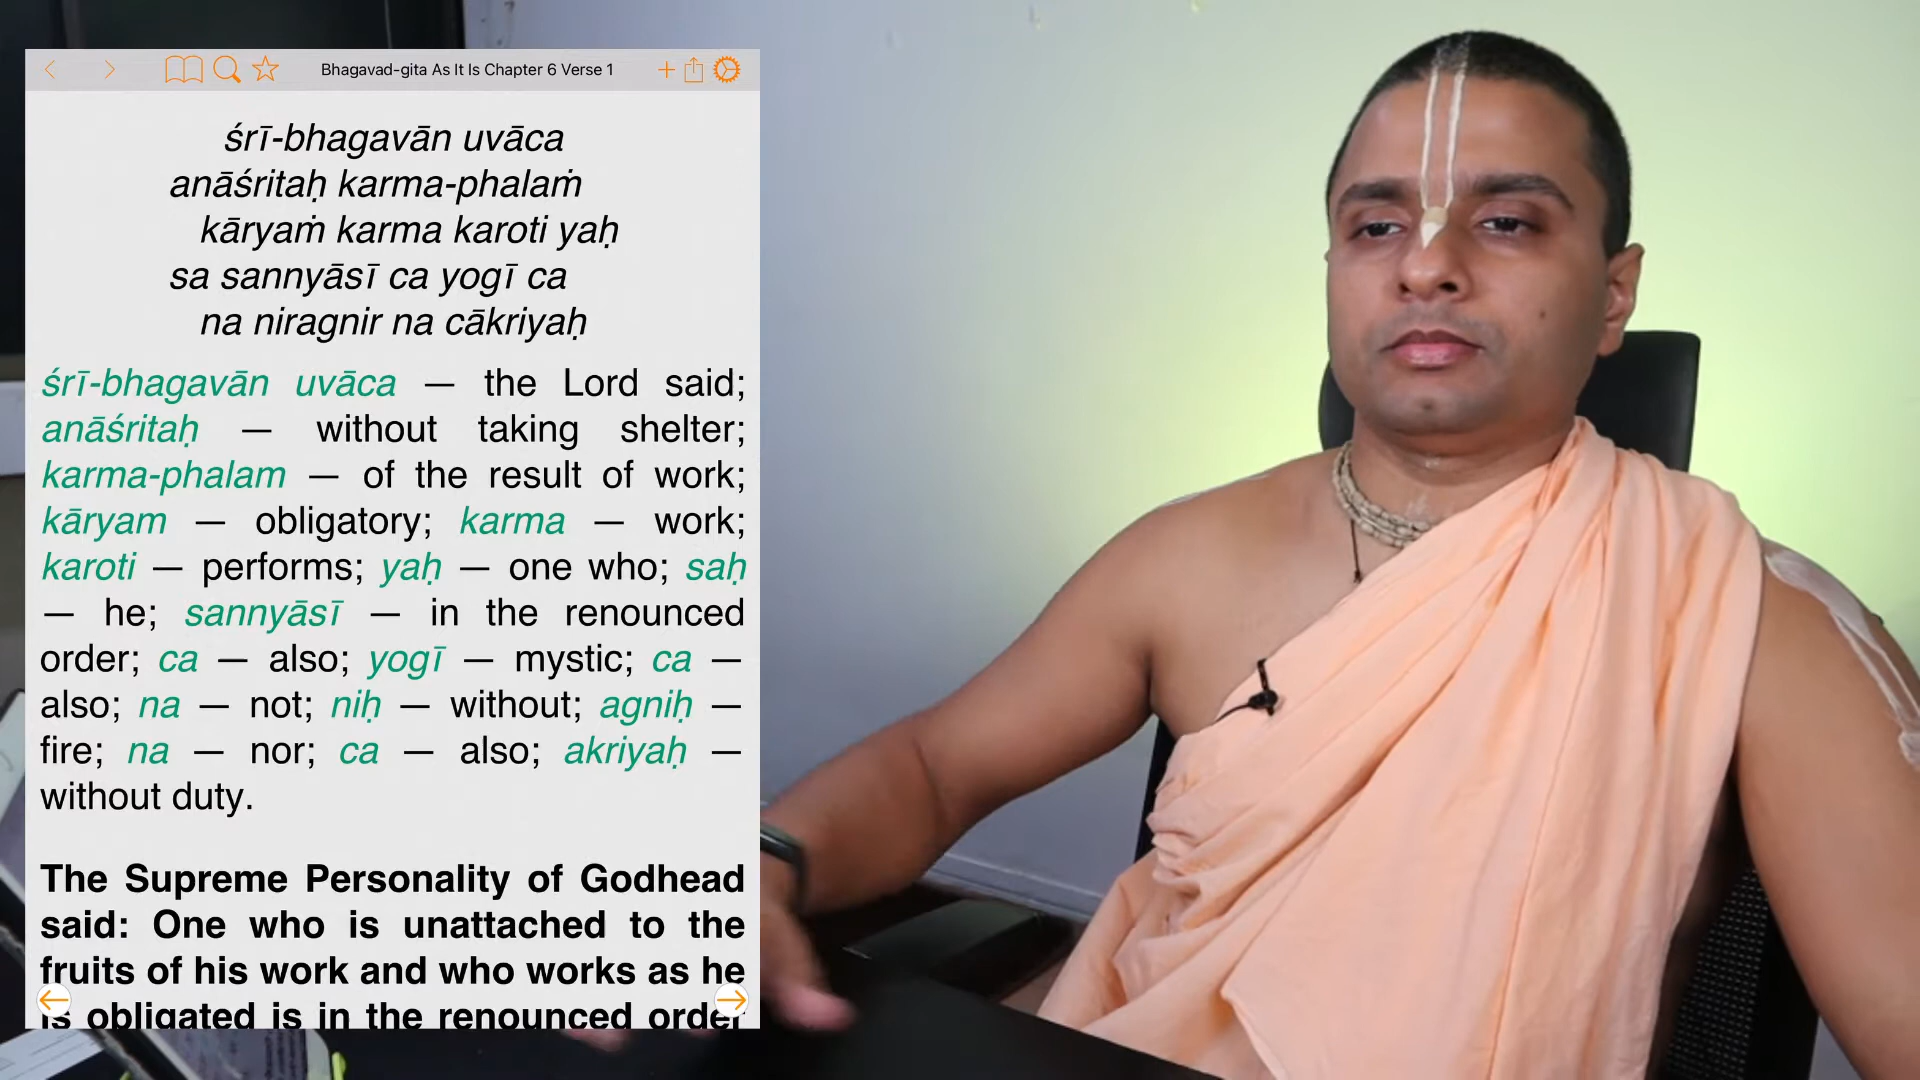 Bhagavad-gita As It Is Chapter 6 Verse 1
śrī-bhagavān uvāca
anāśritaḥ karma-phalaṁ
kāryaṁ karma karoti yaḥ
sa sannyāsī ca yogī ca
na niragnir na cākriyaḥ
śrī-bhagavān uvāca — the Lord said;
anāśritaḥ — without taking shelter;
karma-phalam — of the result of work;
kāryam — obligatory; karma — work;
karoti — performs; yaḥ — one who; saḥ
— he; sannyāsī — in the renounced
order; ca — also; yogī — mystic; ca —
also; na — not; niḥ — without; agniḥ —
fire; na — nor; ca — also; akriyaḥ —
without duty.
The Supreme Personality of Godhead
said: One who is unattached to the
fruits of his work and who works as he
is obligated is in the renounced order